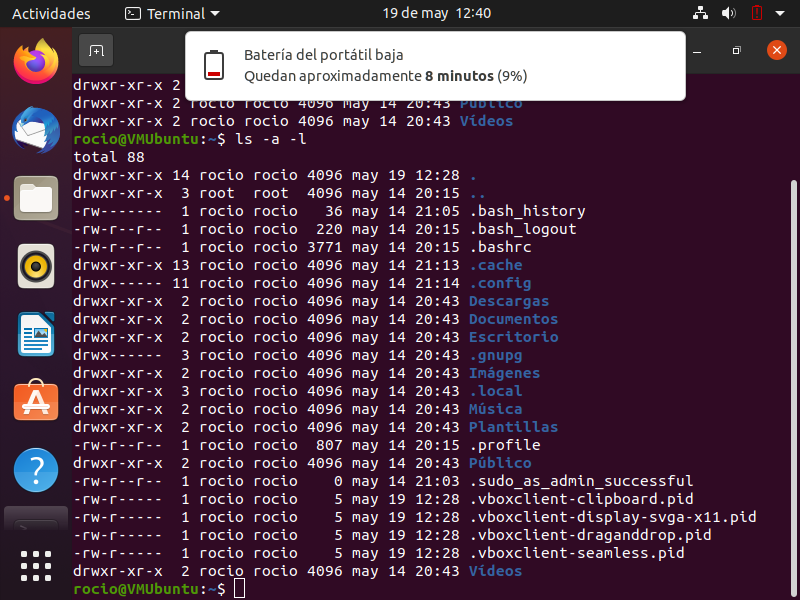 Actividades Terminal 19 de may 12:40
Batería del portátil baja
Quedan aproximadamente 8 minutos (9%)
drwxr-xr-x 2
drwxr-xr-x 2 rocio rocio 4096 may 14 20:43 Público
drwxr-xr-x 2 rocio rocio 4096 may 14 20:43 Vídeos
rocio@VMUbuntu:~$ ls -a -l
total 88
drwxr-xr-x 14 rocio rocio 4096 may 19 12:28 .
drwxr-xr-x 3 root root 4096 may 14 20:15 ..
-rw------- 1 rocio rocio 36 may 14 21:05 .bash_history
-rw-r--r-- 1 rocio rocio 220 may 14 20:15 .bash_logout
-rw-r--r-- 1 rocio rocio 3771 may 14 20:15 .bashrc
drwxr-xr-x 13 rocio rocio 4096 may 14 21:13 .cache
drwx------ 11 rocio rocio 4096 may 14 21:14 .config
drwxr-xr-x 2 rocio rocio 4096 may 14 20:43 Descargas
drwxr-xr-x 2 rocio rocio 4096 may 14 20:43 Documentos
drwxr-xr-x 2 rocio rocio 4096 may 14 20:43 Escritorio
drwx------ 3 rocio rocio 4096 may 14 20:43 .gnupg
drwxr-xr-x 2 rocio rocio 4096 may 14 20:43 Imágenes
drwxr-xr-x 3 rocio rocio 4096 may 14 20:43 .local
drwxr-xr-x 2 rocio rocio 4096 may 14 20:43 Música
drwxr-xr-x 2 rocio rocio 4096 may 14 20:43 Plantillas
-rw-r--r-- 1 rocio rocio 807 may 14 20:15 .profile
drwxr-xr-x 2 rocio rocio 4096 may 14 20:43 Público
-rw-r--r-- 1 rocio rocio 0 may 14 21:03 .sudo_as_admin_successful
-rw-r----- 1 rocio rocio 5 may 19 12:28 .vboxclient-clipboard.pid
-rw-r----- 1 rocio rocio 5 may 19 12:28 .vboxclient-display-svga-x11.pid
-rw-r----- 1 rocio rocio 5 may 19 12:28 .vboxclient-draganddrop.pid
-rw-r----- 1 rocio rocio 5 may 19 12:28 .vboxclient-seamless.pid
drwxr-xr-x 2 rocio rocio 4096 may 14 20:43 Vídeos
rocio@VMUbuntu:~$